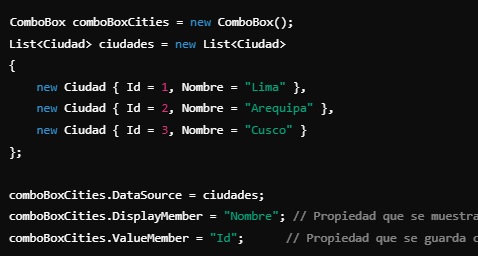 ComboBox comboBoxCities = new ComboBox();
List<Ciudad> ciudades = new List<Ciudad>
{
    new Ciudad { Id = 1, Nombre = "Lima" },
    new Ciudad { Id = 2, Nombre = "Arequipa" },
    new Ciudad { Id = 3, Nombre = "Cusco" }
};

comboBoxCities.DataSource = ciudades;
comboBoxCities.DisplayMember = "Nombre"; // Propiedad que se muestra
comboBoxCities.ValueMember = "Id";      // Propiedad que se guarda